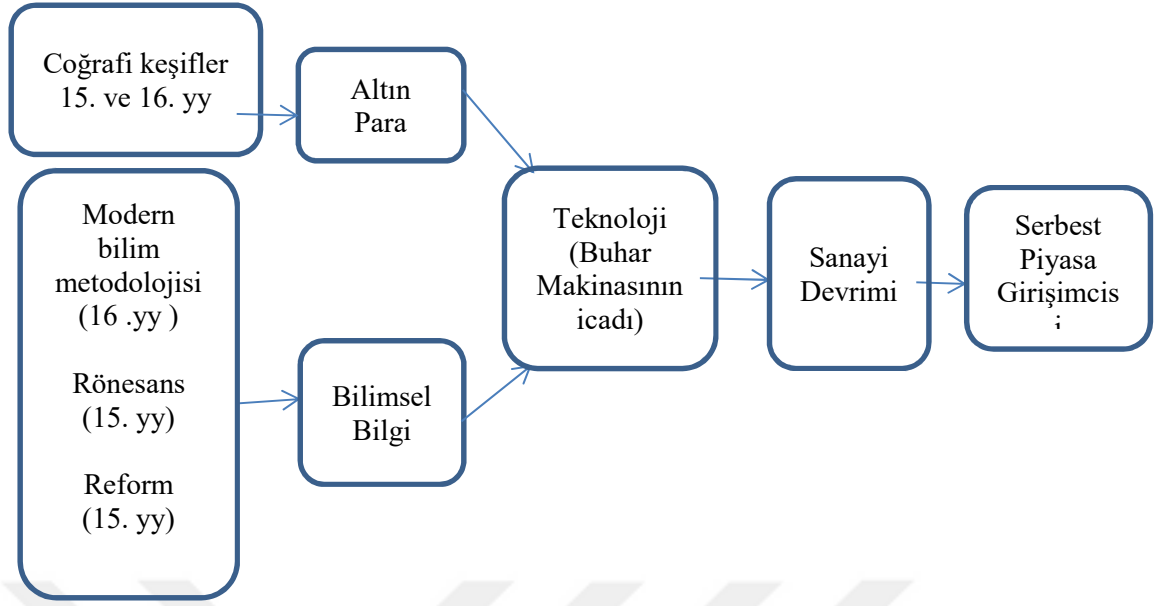 Coğrafi keşifler
15. ve 16. yy
Altın
Para
Modern
bilim
metodolojisi
(16 .yy )
Rönesans
(15. yy)
Reform
(15. yy)
Bilimsel
Bilgi
Teknoloji
(Buhar
Makinasının
icadı)
Sanayi
Devrimi
Serbest
Piyasa
Girişimcis
i